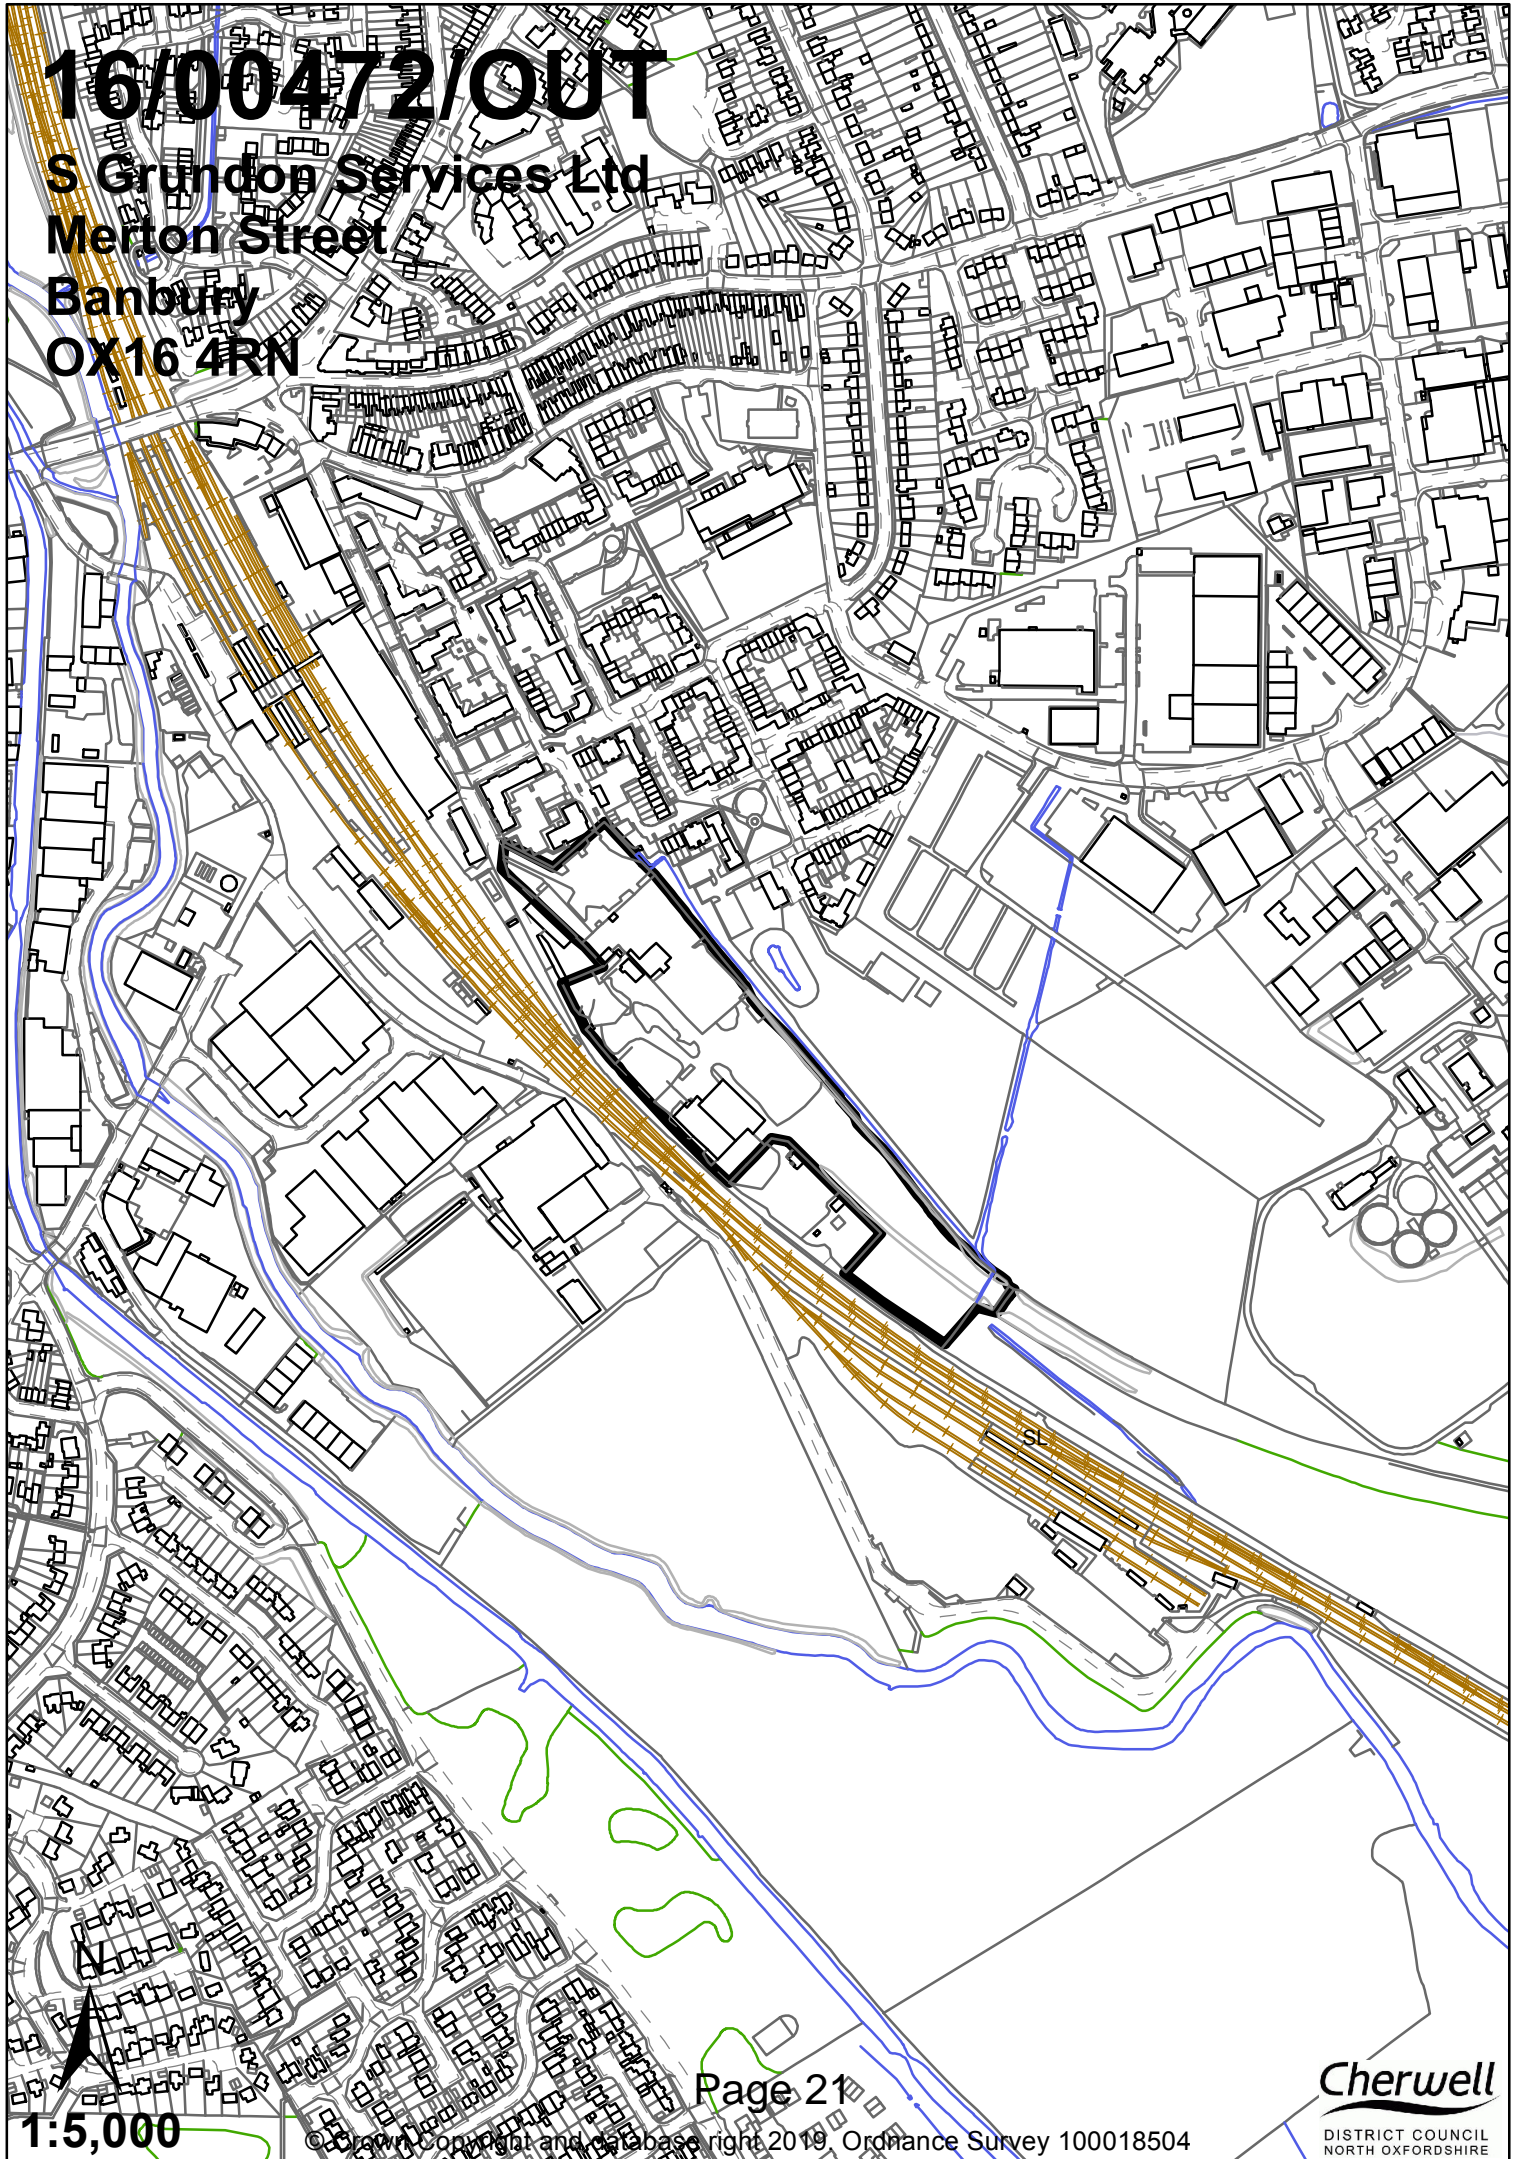 16/00472/OUT
S Grundon Services Ltd
Merton Street
Banbury
OX16 4RN
SL
N
Page 21
1:5,000
© Crown Copyright and database right 2019. Ordnance Survey 100018504
Cherwell
DISTRICT COUNCIL
NORTH OXFORDSHIRE